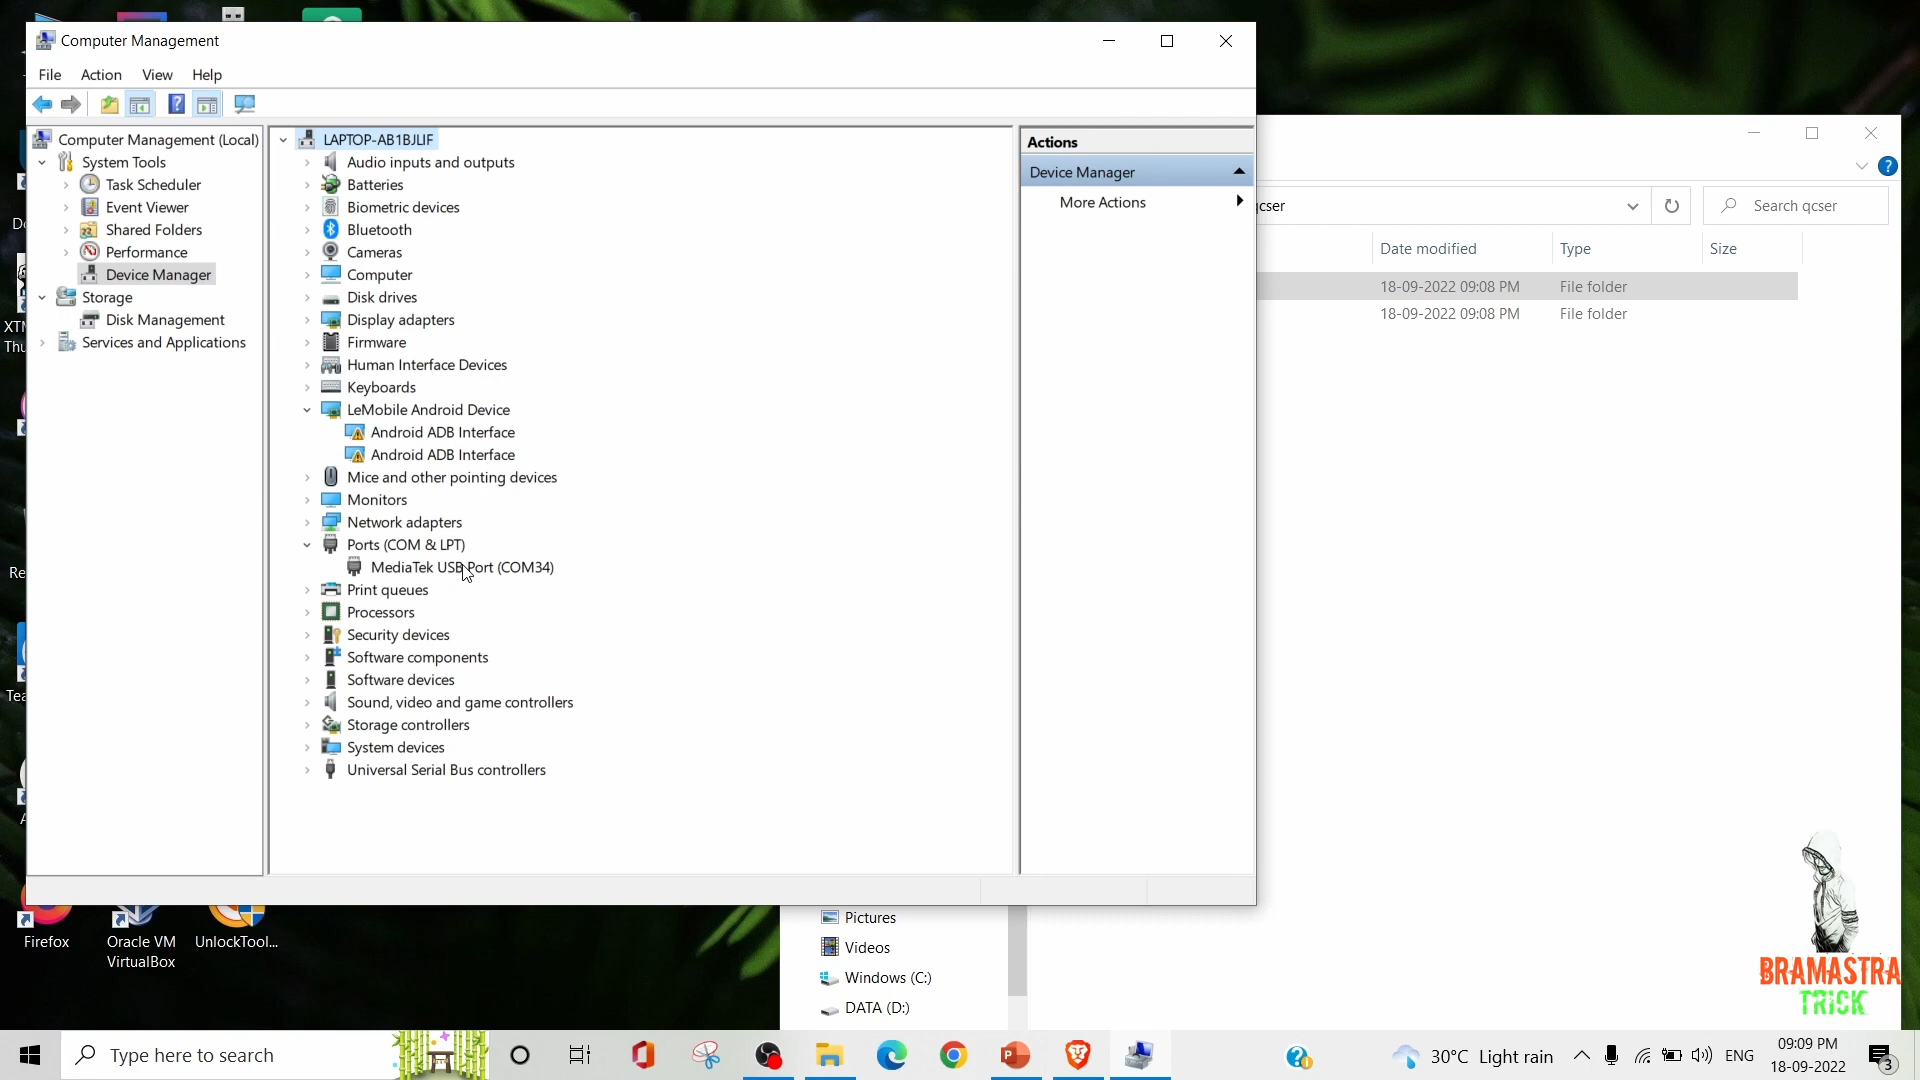 Computer Management
File Action View Help
Computer Management (Local)
System Tools
Task Scheduler
Event Viewer
Shared Folders
Performance
Device Manager
Storage
Disk Management
Services and Applications
LAPTOP-AB1BJLIF
Audio inputs and outputs
Batteries
Biometric devices
Bluetooth
Cameras
Computer
Disk drives
Display adapters
Firmware
Human Interface Devices
Keyboards
LeMobile Android Device
Android ADB Interface
Android ADB Interface
Mice and other pointing devices
Monitors
Network adapters
Ports (COM & LPT)
MediaTek USB Port (COM34)
Print queues
Processors
Security devices
Software components
Software devices
Sound, video and game controllers
Storage controllers
System devices
Universal Serial Bus controllers
Actions
Device Manager
More Actions
qcser
Search qcser
Date modified Type Size
18-09-2022 09:08 PM File folder
18-09-2022 09:08 PM File folder
Pictures
Videos
Windows (C:)
DATA (D:)
Firefox
Oracle VM
VirtualBox
UnlockTool...
BRAMASTRA
TRICK
Type here to search
30°C Light rain
ENG
09:09 PM
18-09-2022
3